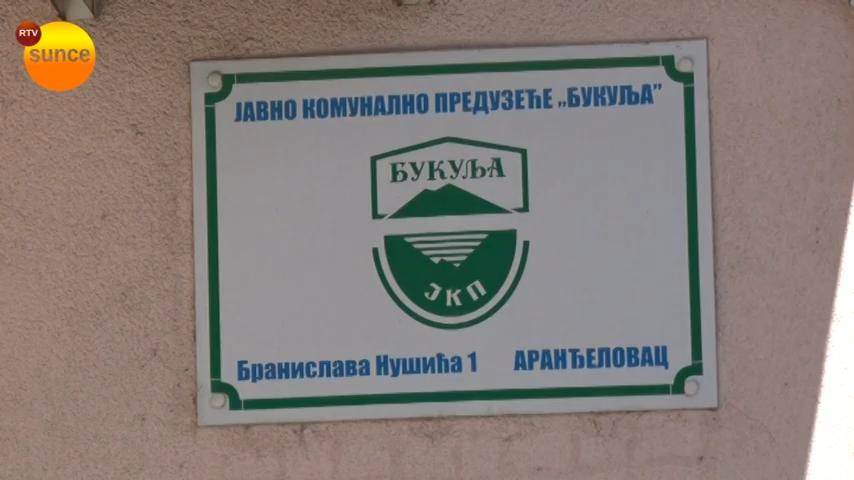 RTV
sunce
ЈАВНО КОМУНАЛНО ПРЕДУЗЕЋЕ „БУКУЉА”
БУКУЉА
ЈКП
Бранислава Нушића 1 АРАНЂЕЛОВАЦ